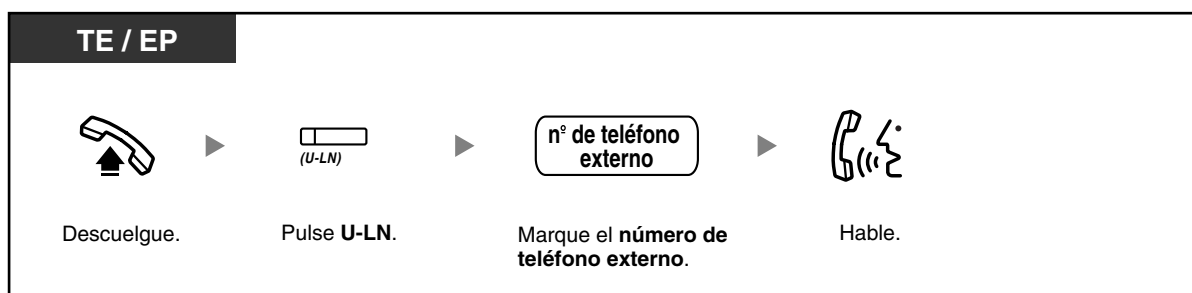 TE / EP
(U-LN)
nº de teléfono
externo
Descuelgue.
Pulse U-LN.
Marque el número de
teléfono externo.
Hable.